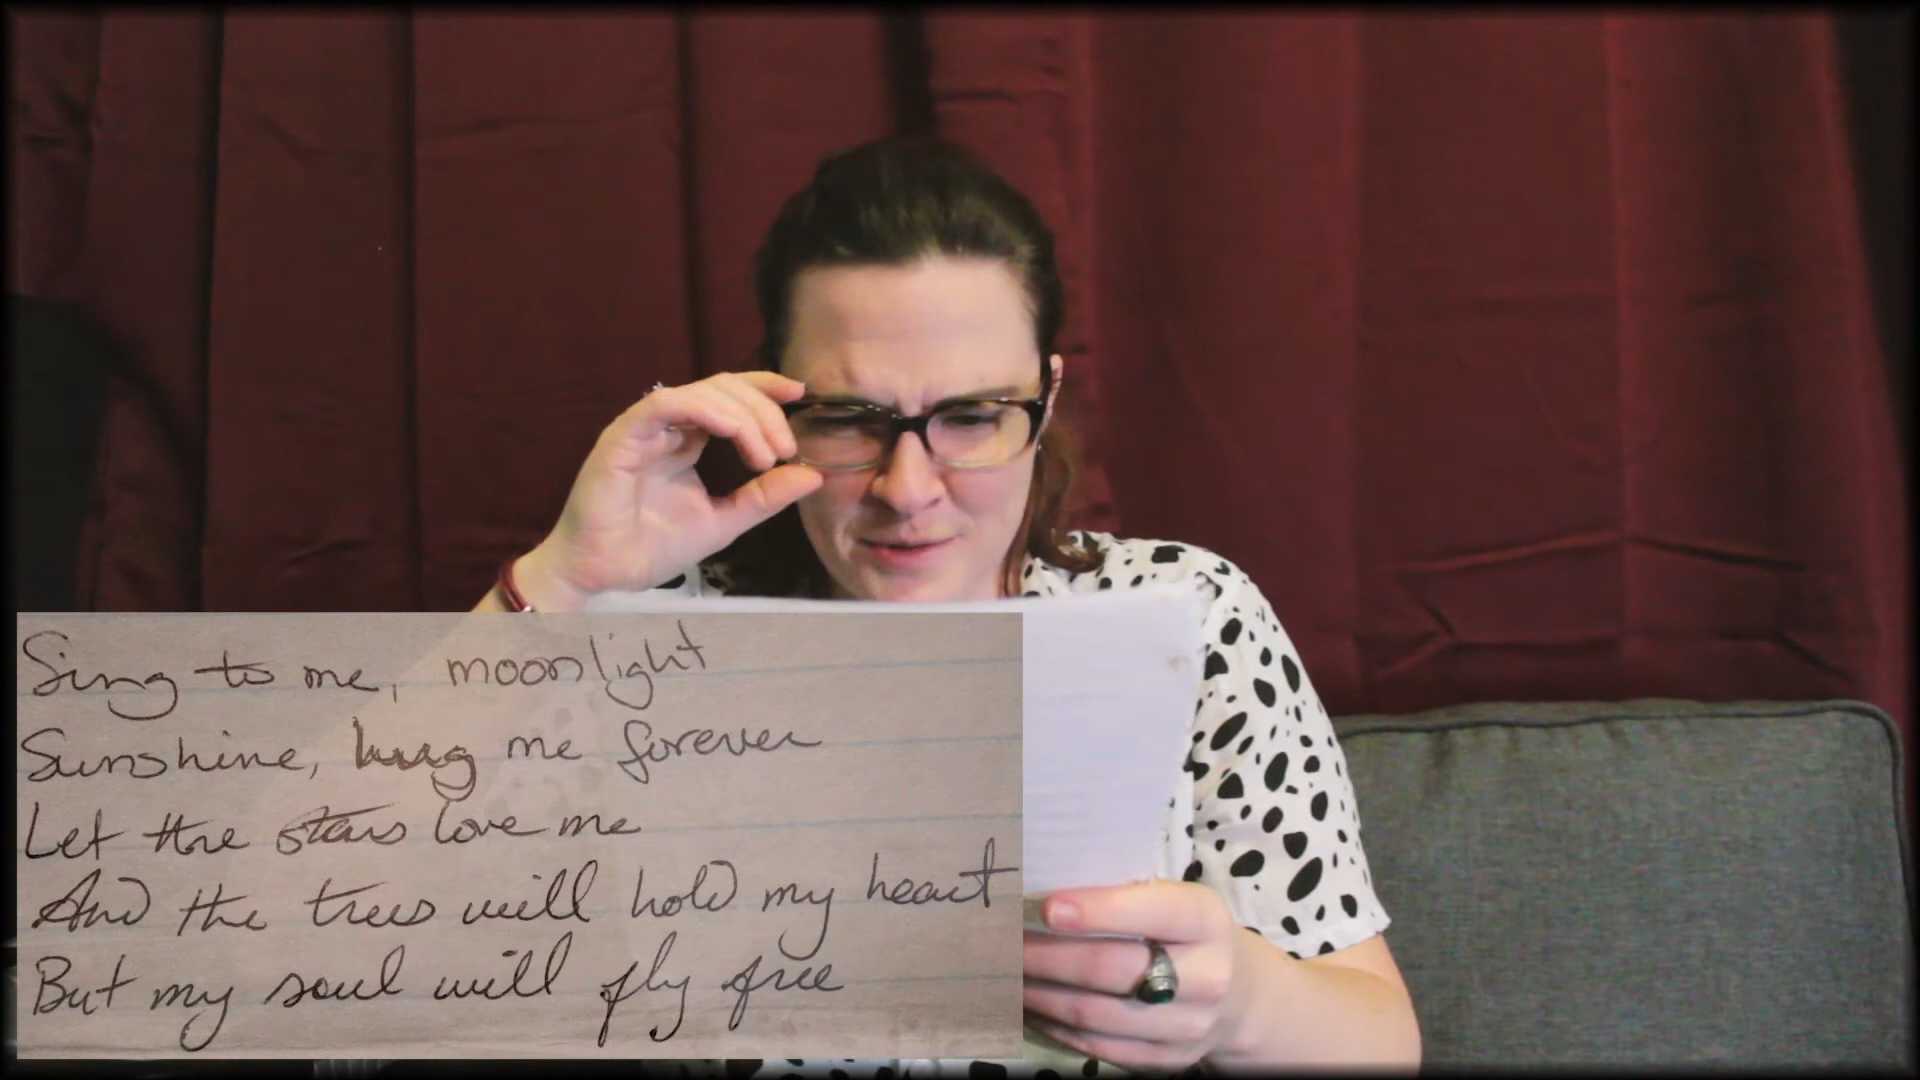 Sing to me, moonlight
Sunshine, hug me forever
Let the stars love me
And the trees will hold my heart
But my soul will fly free